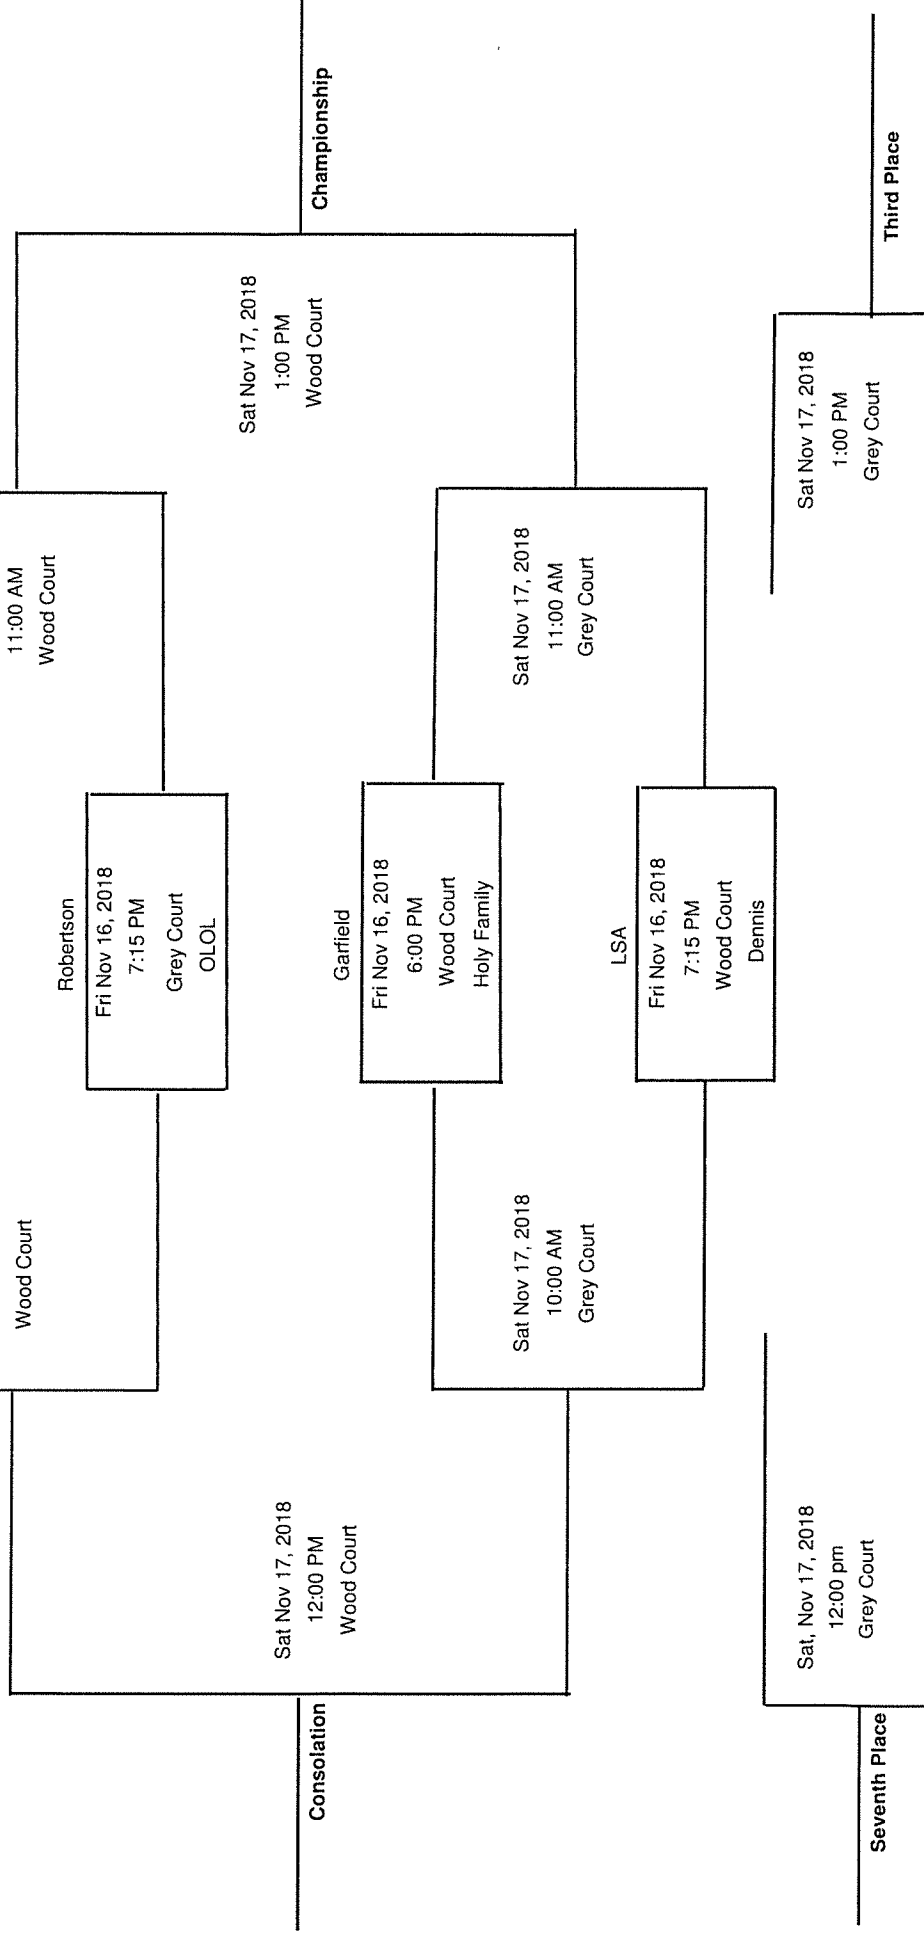 Wood Court
11:00 AM
Wood Court
Robertson
Fri Nov 16, 2018
7:15 PM
Grey Court
OLOL
Sat Nov 17, 2018
12:00 PM
Wood Court
Consolation
Sat Nov 17, 2018
1:00 PM
Wood Court
Championship
Garfield
Fri Nov 16, 2018
6:00 PM
Wood Court
Holy Family
Sat Nov 17, 2018
10:00 AM
Grey Court
Sat Nov 17, 2018
11:00 AM
Grey Court
LSA
Fri Nov 16, 2018
7:15 PM
Wood Court
Dennis
Sat, Nov 17, 2018
12:00 pm
Grey Court
Seventh Place
Sat Nov 17, 2018
1:00 PM
Grey Court
Third Place